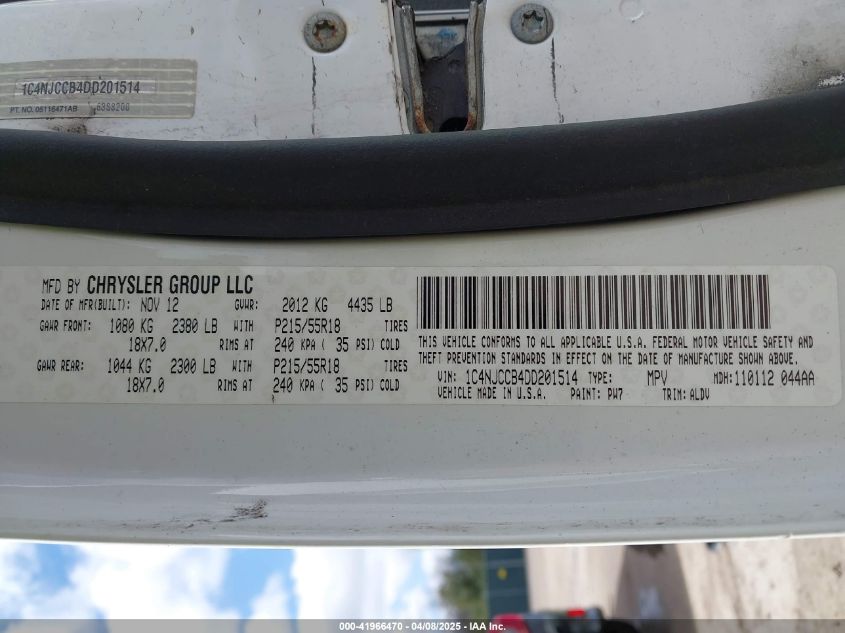 1C4NJCCB4DD201514
PT. NO. 05116471AB
MFD BY CHRYSLER GROUP LLC
DATE OF MFR(BUILT): NOV 12 GVWR: 2012 KG 4435 LB
GAWR FRONT: 1080 KG 2380 LB WITH P215/55R18 TIRES
18X7.0 RIMS AT 240 KPA ( 35 PSI) COLD
GAWR REAR: 1044 KG 2300 LB WITH P215/55R18 TIRES
18X7.0 RIMS AT 240 KPA ( 35 PSI) COLD
THIS VEHICLE CONFORMS TO ALL APPLICABLE U.S.A. FEDERAL MOTOR VEHICLE SAFETY AND
THEFT PREVENTION STANDARDS IN EFFECT ON THE DATE OF MANUFACTURE SHOWN ABOVE.
VIN: 1C4NJCCB4DD201514 TYPE: MPV MDH:110112 044AA
VEHICLE MADE IN U.S.A. PAINT: PW7 TRIM: ALDV
000-41966470 - 04/08/2025 - IAA Inc.